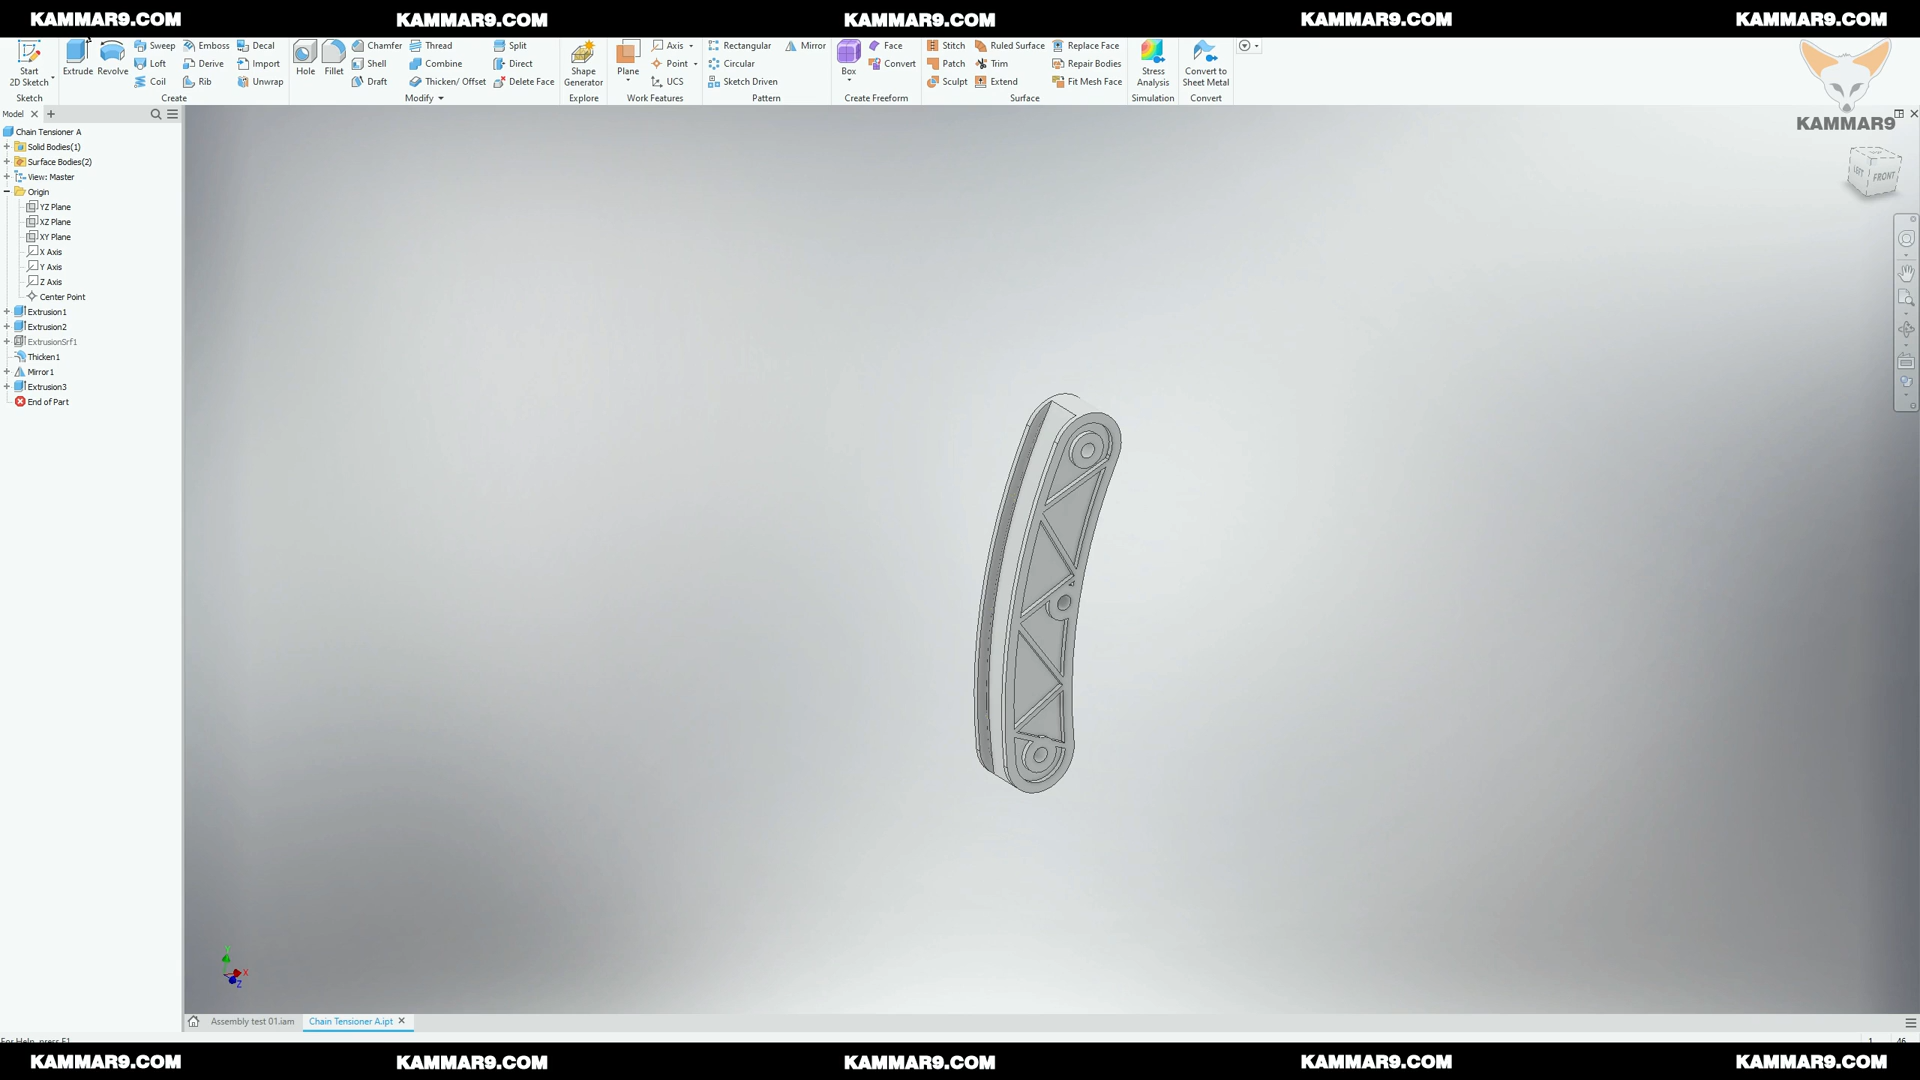 KAMMAR9.COM KAMMAR9.COM KAMMAR9.COM KAMMAR9.COM KAMMAR9.COM
Sweep Emboss Decal Chamfer Thread Split Axis Rectangular Mirror Face Stitch Ruled Surface Replace Face
Loft Derive Import Shell Combine Direct Point Circular Convert Patch Trim Repair Bodies
Start
2D Sketch Extrude Revolve Coil Rib Unwrap Hole Fillet Draft Thicken/ Offset Delete Face Shape
Generator Plane UCS Sketch Driven Box Sculpt Extend Fit Mesh Face Stress
Analysis Convert to
Sheet Metal
Sketch Create Modify Explore Work Features Pattern Create Freeform Surface Simulation Convert
KAMMAR9
Model
Chain Tensioner A
Solid Bodies(1)
Surface Bodies(2)
View: Master
Origin
YZ Plane
XZ Plane
XY Plane
X Axis
Y Axis
Z Axis
Center Point
Extrusion1
Extrusion2
ExtrusionSrf1
Thicken1
Mirror1
Extrusion3
End of Part
LEFT FRONT
Y
X
Z
Assembly test 01.iam Chain Tensioner A.ipt
For Help, press F1 1 46
KAMMAR9.COM KAMMAR9.COM KAMMAR9.COM KAMMAR9.COM KAMMAR9.COM